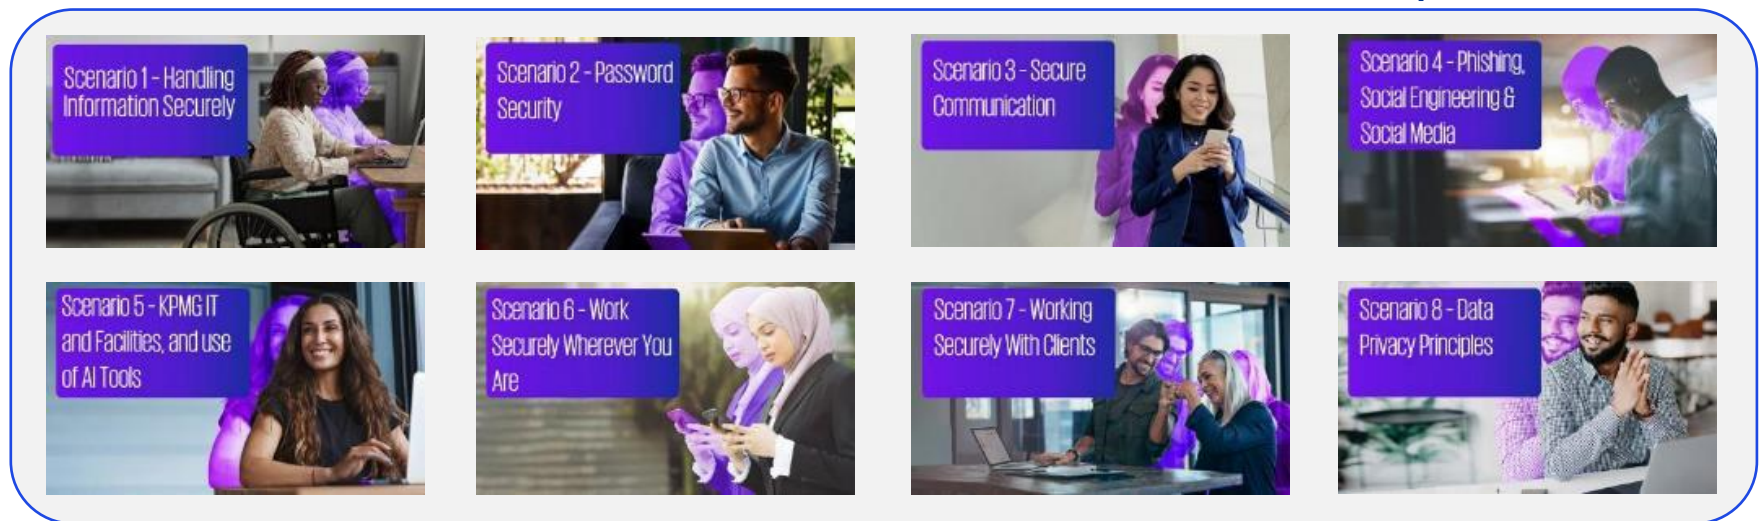 Scenario 1 - Handling
Information Securely
Scenario 2 - Password
Security
Scenario 3 - Secure
Communication
Scenario 4 - Phishing,
Social Engineering &
Social Media
Scenario 5 - KPMG IT
and Facilities, and use
of AI Tools
Scenario 6 - Work
Securely Wherever You
Are
Scenario 7 - Working
Securely With Clients
Scenario 8 - Data
Privacy Principles